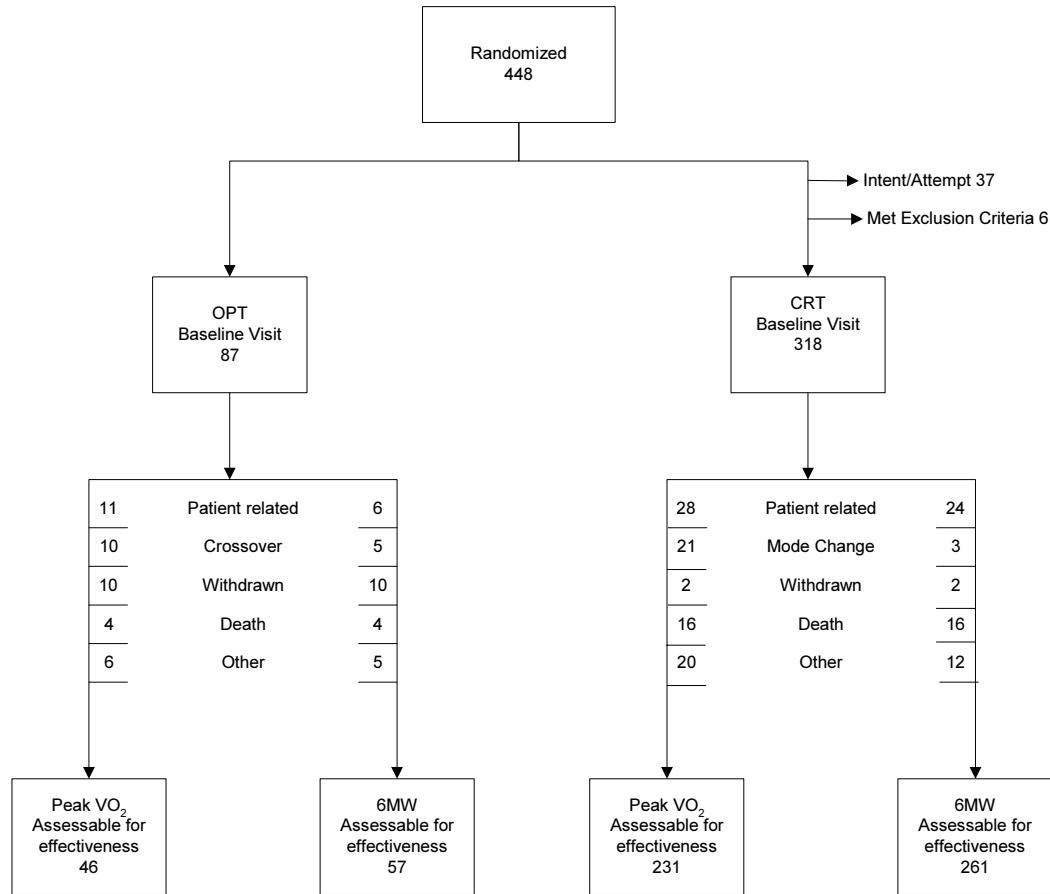 Randomized
448
Intent/Attempt 37
Met Exclusion Criteria 6
OPT
Baseline Visit
87
CRT
Baseline Visit
318
11 Patient related 6
10 Crossover 5
10 Withdrawn 10
4 Death 4
6 Other 5
28 Patient related 24
21 Mode Change 3
2 Withdrawn 2
16 Death 16
20 Other 12
Peak VO2
Assessable for
effectiveness
46
6MW
Assessable for
effectiveness
57
Peak VO2
Assessable for
effectiveness
231
6MW
Assessable for
effectiveness
261